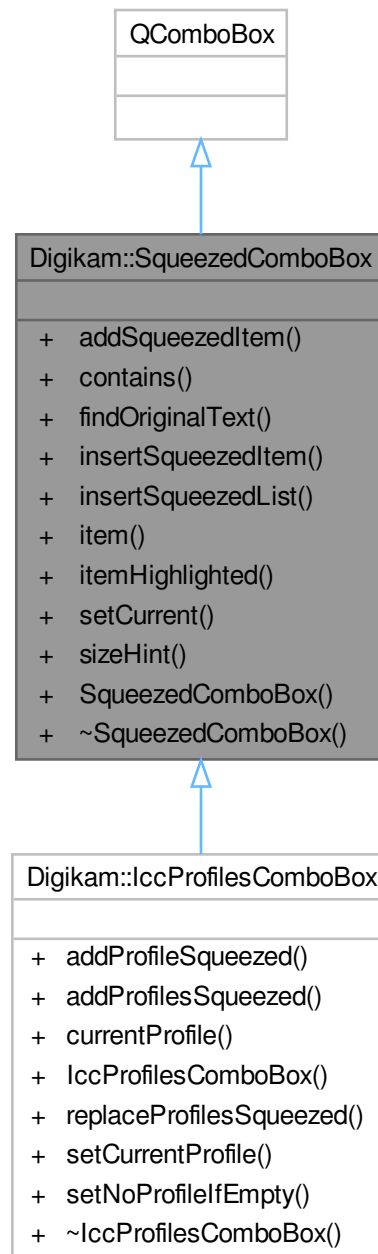 QComboBox
Digikam::SqueezedComboBox
+ addSqueezedItem()
+ contains()
+ findOriginalText()
+ insertSqueezedItem()
+ insertSqueezedList()
+ item()
+ itemHighlighted()
+ setCurrent()
+ sizeHint()
+ SqueezedComboBox()
+ ~SqueezedComboBox()
Digikam::IccProfilesComboBox
+ addProfileSqueezed()
+ addProfilesSqueezed()
+ currentProfile()
+ IccProfilesComboBox()
+ replaceProfilesSqueezed()
+ setCurrentProfile()
+ setNoProfileIfEmpty()
+ ~IccProfilesComboBox()